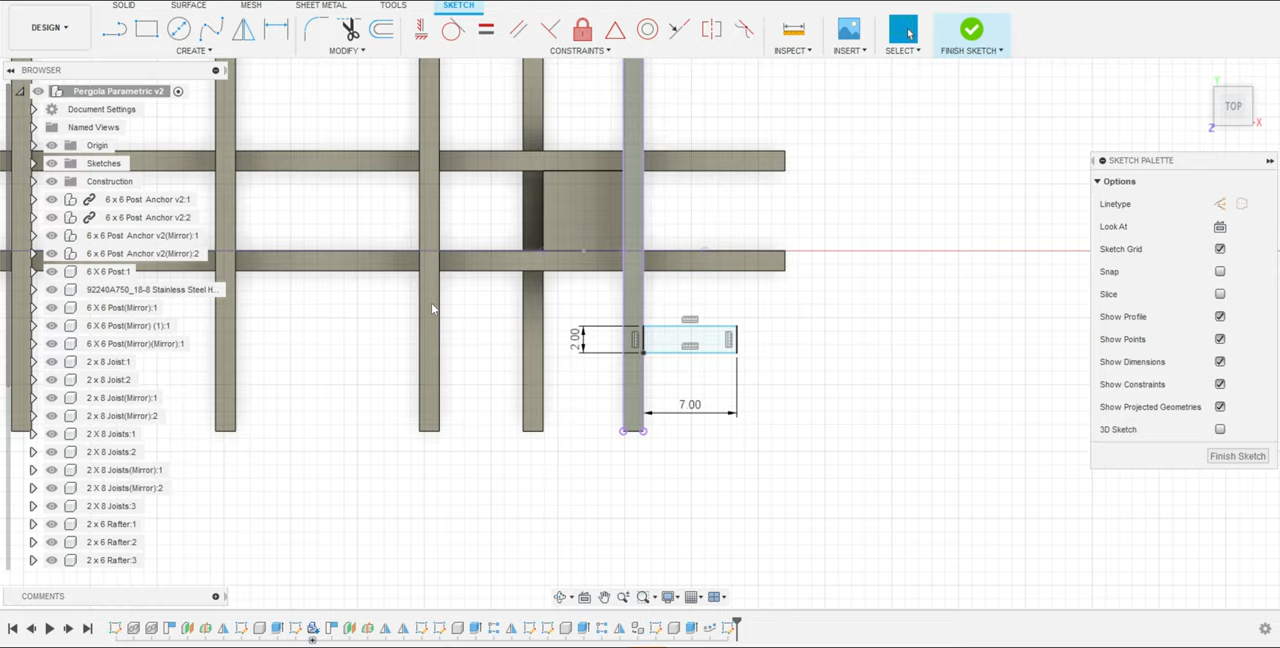 SOLID SURFACE MESH SHEET METAL TOOLS SKETCH
DESIGN
CREATE MODIFY CONSTRAINTS INSPECT INSERT SELECT FINISH SKETCH
BROWSER
Pergola Parametric v2
Document Settings
Named Views
Origin
Sketches
Construction
6 x 6 Post Anchor v2:1
6 x 6 Post Anchor v2:2
6 x 6 Post Anchor v2(Mirror):1
6 x 6 Post Anchor v2(Mirror):2
6 X 6 Post:1
92240A750_18-8 Stainless Steel H...
6 X 6 Post(Mirror):1
6 X 6 Post(Mirror) (1):1
6 X 6 Post(Mirror)(Mirror):1
2 x 8 Joist:1
2 x 8 Joist:2
2 x 8 Joist(Mirror):1
2 x 8 Joist(Mirror):2
2 X 8 Joists:1
2 X 8 Joists:2
2 X 8 Joists(Mirror):1
2 X 8 Joists(Mirror):2
2 X 8 Joists:3
2 x 6 Rafter:1
2 x 6 Rafter:2
2 x 6 Rafter:3
COMMENTS
2.00
7.00
Y
TOP
X
Z
SKETCH PALETTE
Options
Linetype
Look At
Sketch Grid
Snap
Slice
Show Profile
Show Points
Show Dimensions
Show Constraints
Show Projected Geometries
3D Sketch
Finish Sketch